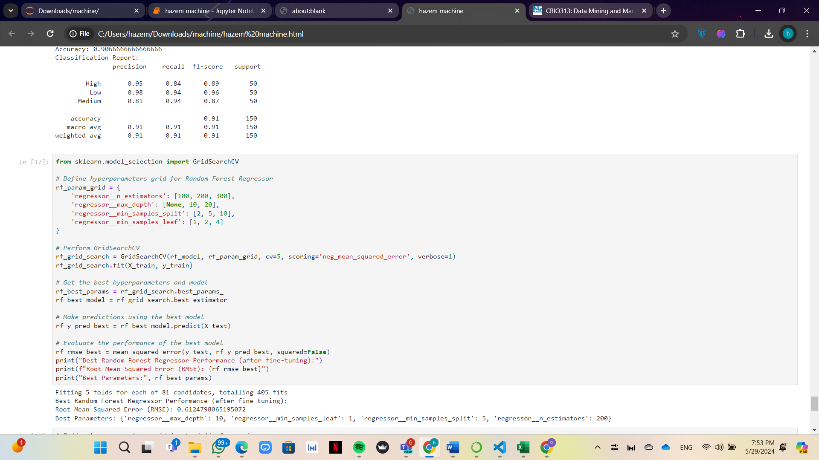 Downloads/machine/
hazem machine - Jupyter Notel
about:blank
hazem machine
CRIO313: Data Mining and Ma
File C:/Users/hazem/Downloads/machine/hazem%20machine.html
Accuracy: 0.9066666666666666
Classification Report:
precision recall f1-score support
High 0.95 0.84 0.89 50
Low 0.98 0.94 0.96 50
Medium 0.81 0.94 0.87 50
accuracy 0.91 150
macro avg 0.91 0.91 0.91 150
weighted avg 0.91 0.91 0.91 150
In [17]: from sklearn.model_selection import GridSearchCV
# Define hyperparameters grid for Random Forest Regressor
rf_param_grid = {
'regressor__n_estimators': [100, 200, 300],
'regressor__max_depth': [None, 10, 20],
'regressor__min_samples_split': [2, 5, 10],
'regressor__min_samples_leaf': [1, 2, 4]
}
# Perform GridSearchCV
rf_grid_search = GridSearchCV(rf_model, rf_param_grid, cv=5, scoring='neg_mean_squared_error', verbose=1)
rf_grid_search.fit(X_train, y_train)
# Get the best hyperparameters and model
rf_best_params = rf_grid_search.best_params_
rf_best_model = rf_grid_search.best_estimator_
# Make predictions using the best model
rf_y_pred_best = rf_best_model.predict(X_test)
# Evaluate the performance of the best model
rf_rmse_best = mean_squared_error(y_test, rf_y_pred_best, squared=False)
print("Best Random Forest Regressor Performance (after fine-tuning):")
print(f"Root Mean Squared Error (RMSE): {rf_rmse_best}")
print("Best Parameters:", rf_best_params)
Fitting 5 folds for each of 81 candidates, totalling 405 fits
Best Random Forest Regressor Performance (after fine-tuning):
Root Mean Squared Error (RMSE): 0.6124798065195072
Best Parameters: {'regressor__max_depth': 10, 'regressor__min_samples_leaf': 1, 'regressor__min_samples_split': 5, 'regressor__n_estimators': 200}
99+
ENG
7:53 PM
5/29/2024